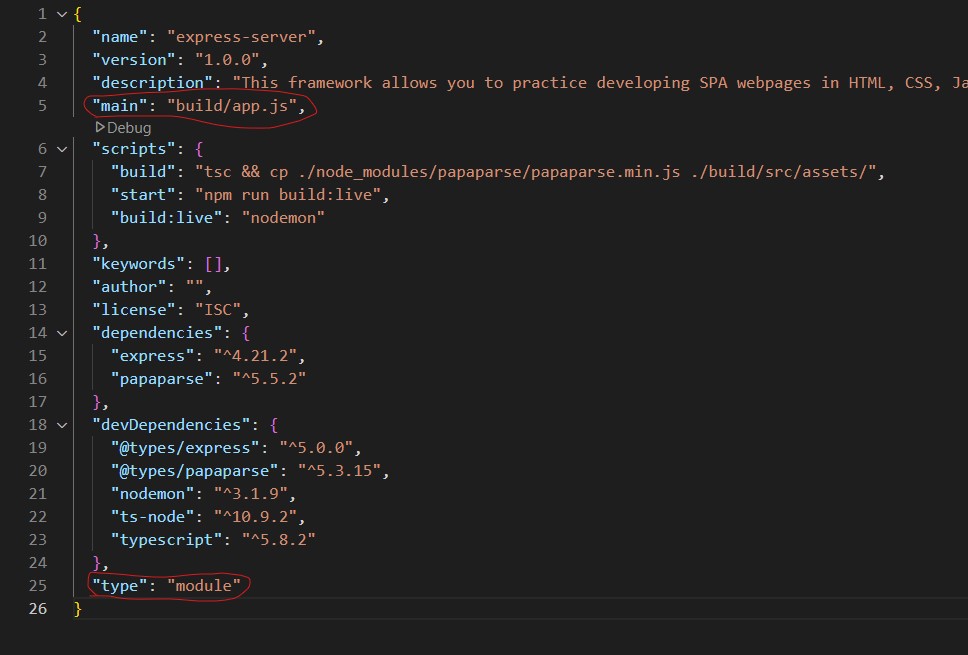 1 {
2 "name": "express-server",
3 "version": "1.0.0",
4 "description": "This framework allows you to practice developing SPA webpages in HTML, CSS, Ja
5 "main": "build/app.js",
Debug
6 "scripts": {
7 "build": "tsc && cp ./node_modules/papaparse/papaparse.min.js ./build/src/assets/",
8 "start": "npm run build:live",
9 "build:live": "nodemon"
10 },
11 "keywords": [],
12 "author": "",
13 "license": "ISC",
14 "dependencies": {
15 "express": "^4.21.2",
16 "papaparse": "^5.5.2"
17 },
18 "devDependencies": {
19 "@types/express": "^5.0.0",
20 "@types/papaparse": "^5.3.15",
21 "nodemon": "^3.1.9",
22 "ts-node": "^10.9.2",
23 "typescript": "^5.8.2"
24 },
25 "type": "module"
26 }